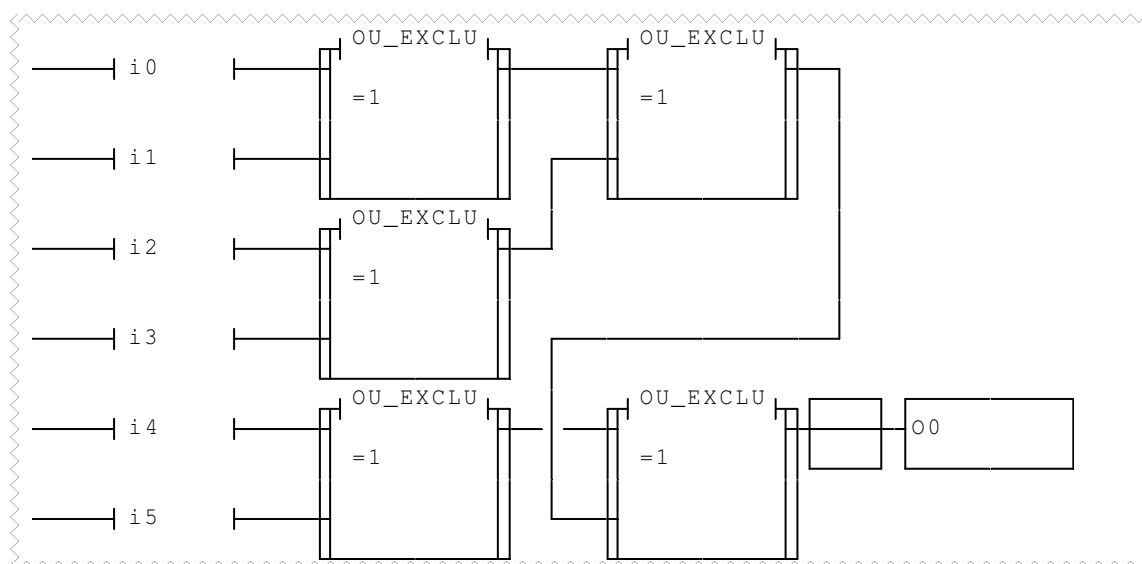 OU_EXCLU OU_EXCLU
i0
=1 =1
i1
OU_EXCLU
i2
=1
i3
OU_EXCLU OU_EXCLU
i4 O0
=1 =1
i5